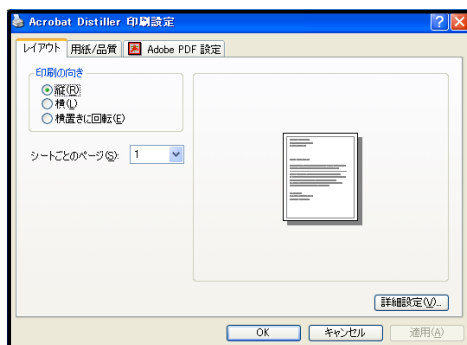 Acrobat Distiller 印刷設定
レイアウト 用紙/品質 Adobe PDF 設定
印刷の向き
縦(R)
横(L)
横置きに回転(E)
シートごとのページ(S): 1
詳細設定(V)...
OK キャンセル 適用(A)